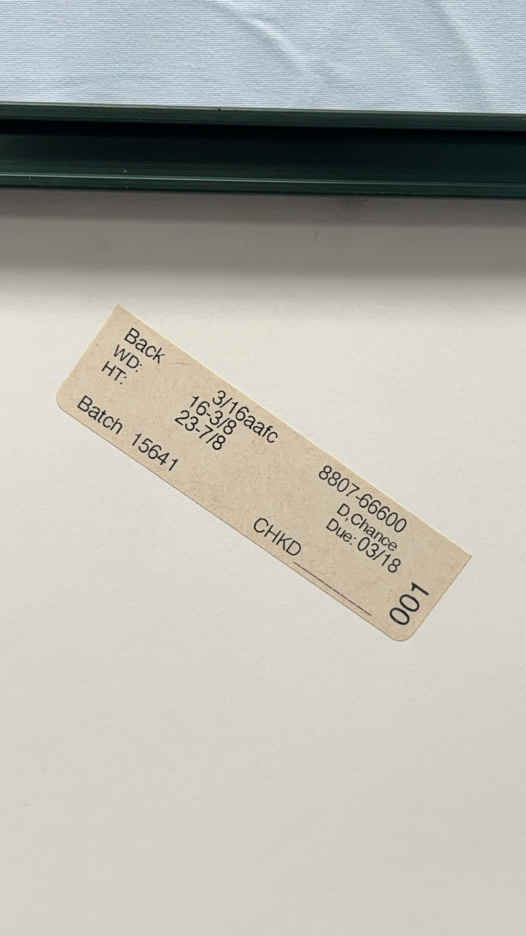 Back 3/16aafc
WD: 16-3/8 8807-66600
HT: 23-7/8 D,Chance
Due: 03/18
Batch 15641 CHKD
001